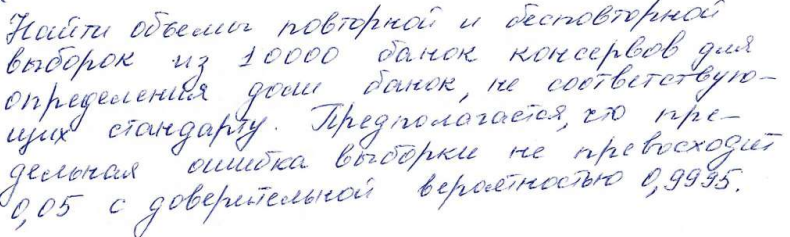 Найти объемы повторной и бесповторной
выборок из 10000 банок консервов для
определения доли банок, не соответствую-
щих стандарту. Предполагается, что пре-
дельная ошибка выборки не превосходит
0,05 с доверительной вероятностью 0,9995.